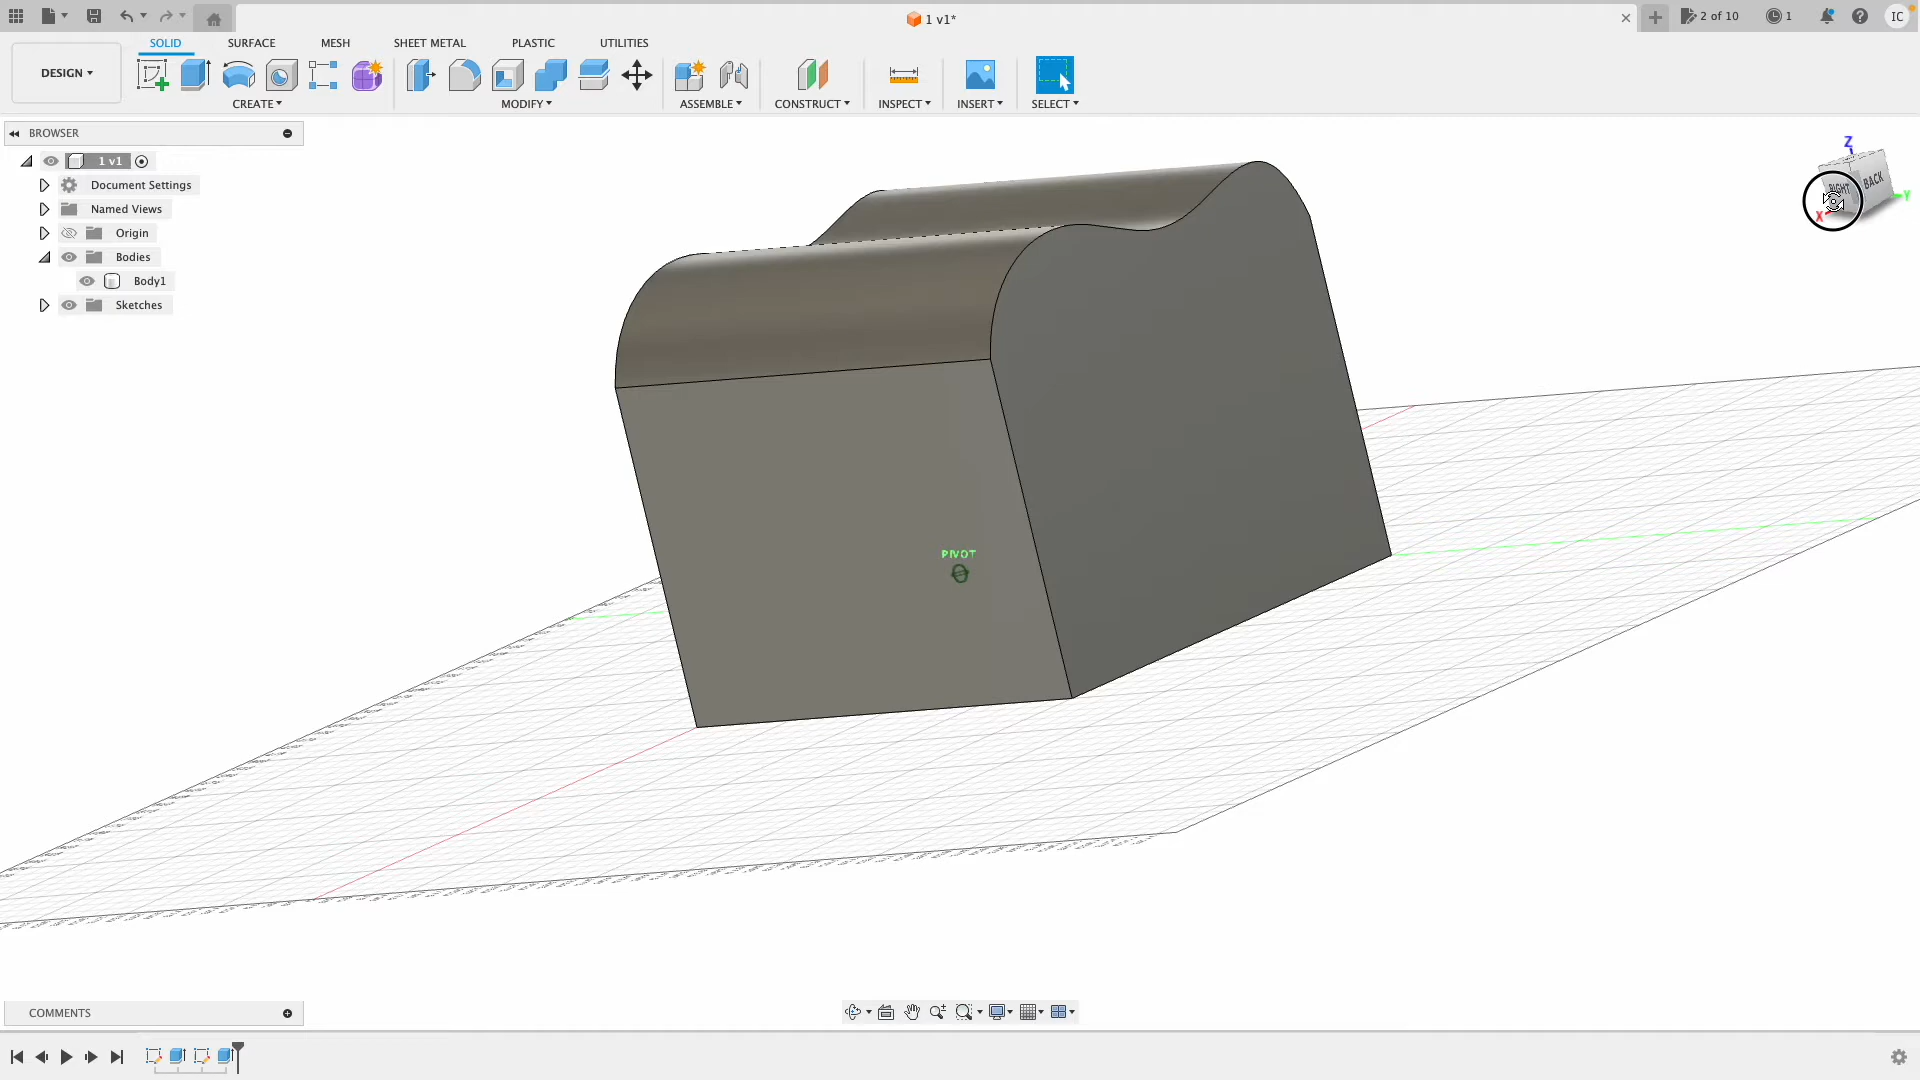 1 v1*
2 of 10
1
IC
DESIGN
SOLID
SURFACE
MESH
SHEET METAL
PLASTIC
UTILITIES
CREATE
MODIFY
ASSEMBLE
CONSTRUCT
INSPECT
INSERT
SELECT
BROWSER
1 v1
Document Settings
Named Views
Origin
Bodies
Body1
Sketches
Z
RIGHT
BACK
X
Y
PIVOT
COMMENTS